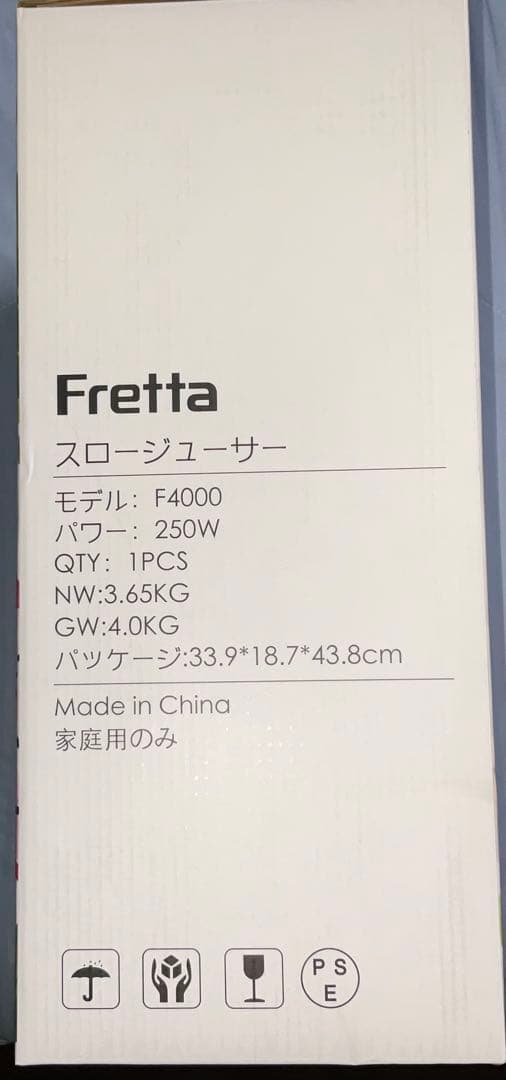 Fretta
スロージューサー
モデル： F4000
パワー： 250W
QTY： 1PCS
NW:3.65KG
GW:4.0KG
パッケージ:33.9*18.7*43.8cm
Made in China
家庭用のみ
P S
E